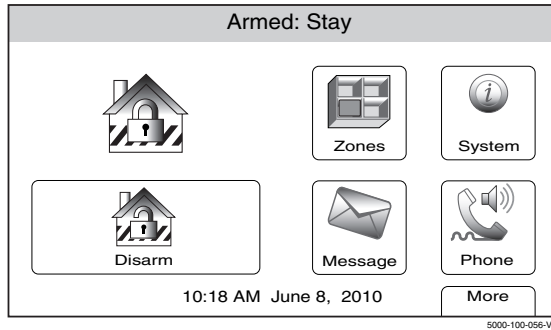 Armed: Stay
Zones
System
Disarm
Message
Phone
10:18 AM June 8, 2010
More
5000-100-056-V